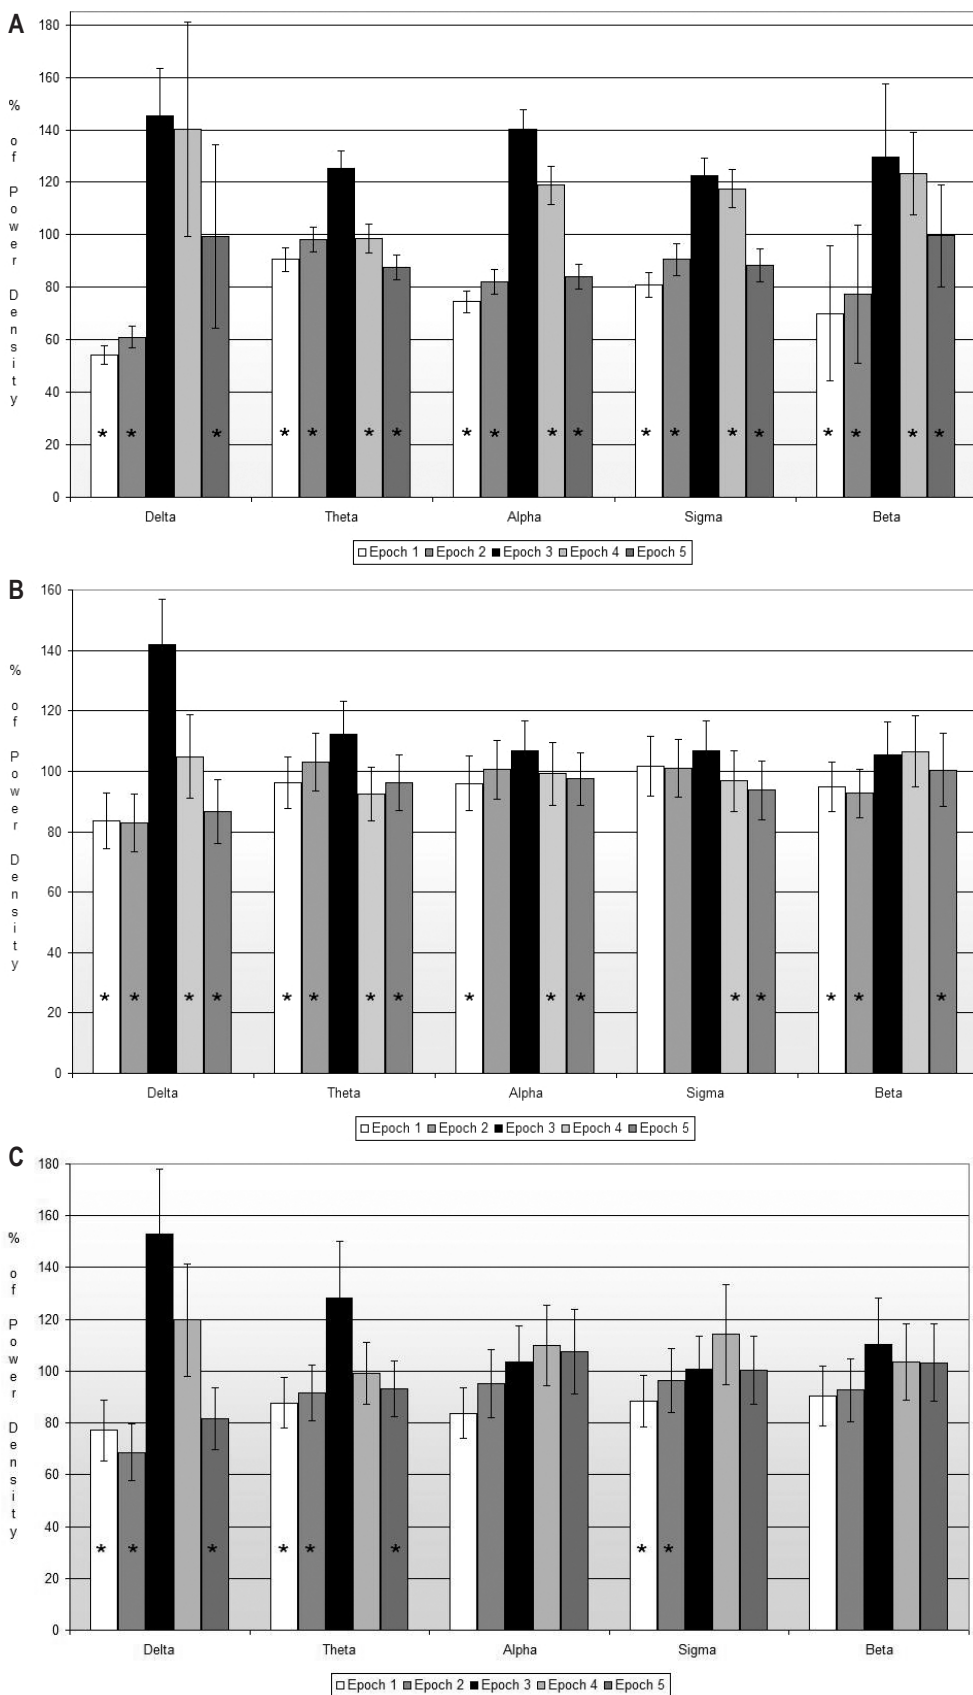 A
% of Power Density
180
160
140
120
100
80
60
40
20
0
* * * * * * * * * * * * * * * * * * *
Delta Theta Alpha Sigma Beta
Epoch 1 Epoch 2 Epoch 3 Epoch 4 Epoch 5
B
% of Power Density
160
140
120
100
80
60
40
20
0
* * * * * * * * * * * * * * * *
Delta Theta Alpha Sigma Beta
Epoch 1 Epoch 2 Epoch 3 Epoch 4 Epoch 5
C
% of Power Density
180
160
140
120
100
80
60
40
20
0
* * * * * * * *
Delta Theta Alpha Sigma Beta
Epoch 1 Epoch 2 Epoch 3 Epoch 4 Epoch 5